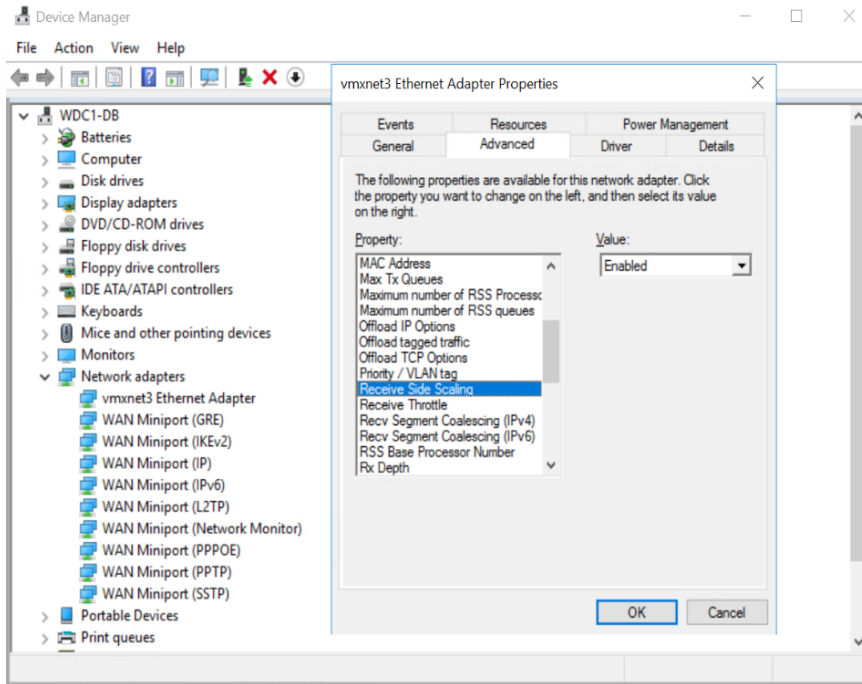 Device Manager
File Action View Help
WDC1-DB
Batteries
Computer
Disk drives
Display adapters
DVD/CD-ROM drives
Floppy disk drives
Floppy drive controllers
IDE ATA/ATAPI controllers
Keyboards
Mice and other pointing devices
Monitors
Network adapters
vmxnet3 Ethernet Adapter
WAN Miniport (GRE)
WAN Miniport (IKEv2)
WAN Miniport (IP)
WAN Miniport (IPv6)
WAN Miniport (L2TP)
WAN Miniport (Network Monitor)
WAN Miniport (PPPOE)
WAN Miniport (PPTP)
WAN Miniport (SSTP)
Portable Devices
Print queues
vmxnet3 Ethernet Adapter Properties
Events Resources Power Management
General Advanced Driver Details
The following properties are available for this network adapter. Click
the property you want to change on the left, and then select its value
on the right.
Property:
MAC Address
Max Tx Queues
Maximum number of RSS Processo
Maximum number of RSS queues
Offload IP Options
Offload tagged traffic
Offload TCP Options
Priority / VLAN tag
Receive Side Scaling
Receive Throttle
Recv Segment Coalescing (IPv4)
Recv Segment Coalescing (IPv6)
RSS Base Processor Number
Rx Depth
Value:
Enabled
OK Cancel